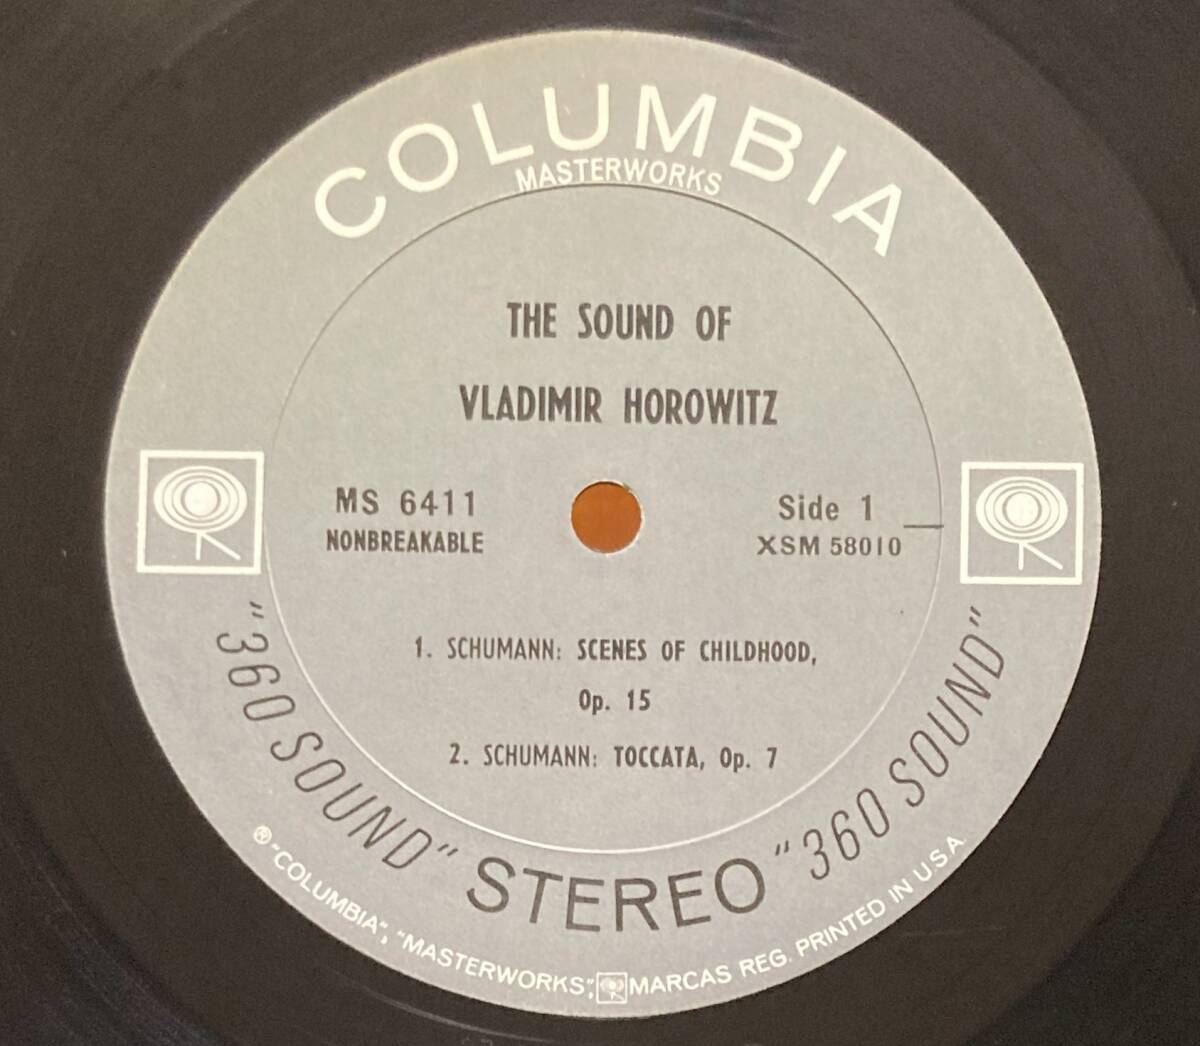 COLUMBIA
MASTERWORKS
THE SOUND OF
VLADIMIR HOROWITZ
MS 6411
NONBREAKABLE
Side 1
XSM 58010
1. SCHUMANN: SCENES OF CHILDHOOD,
Op. 15
2. SCHUMANN: TOCCATA, Op. 7
"360 SOUND" STEREO "360 SOUND"
® "COLUMBIA", "MASTERWORKS", MARCAS REG. PRINTED IN U.S.A.